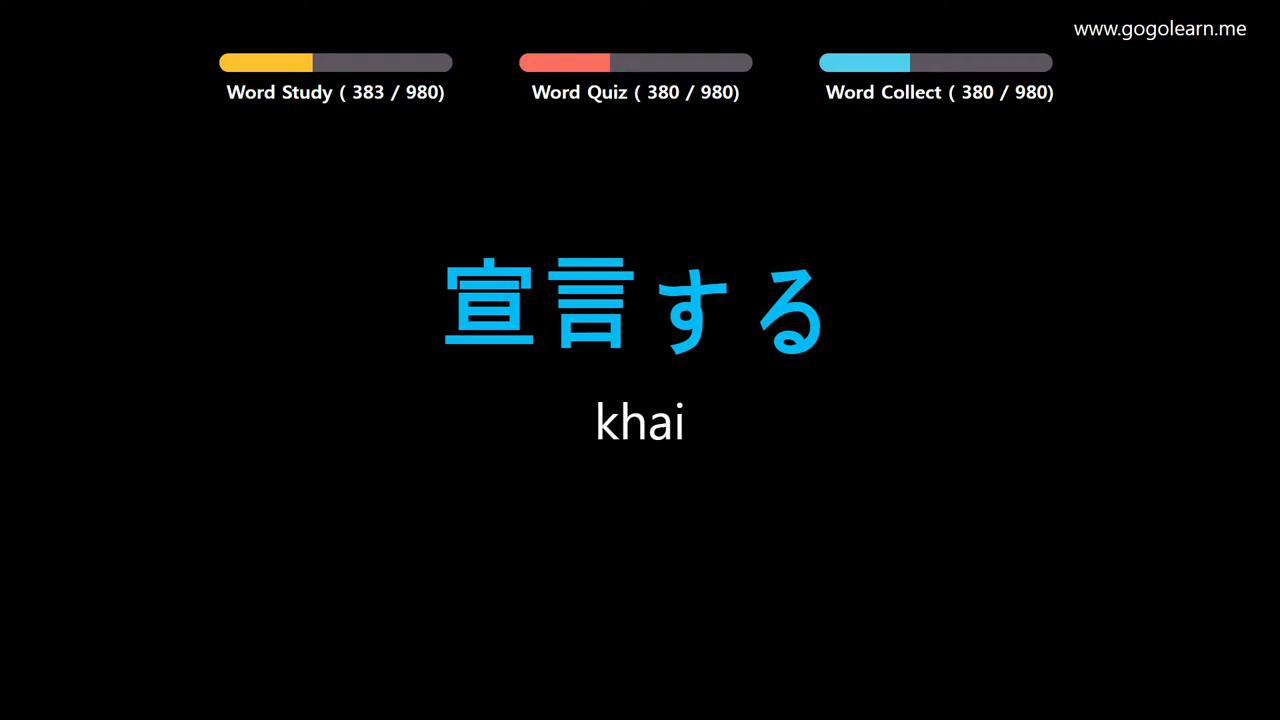 www.gogolearn.me
Word Study ( 383 / 980)
Word Quiz ( 380 / 980)
Word Collect ( 380 / 980)
宣言する
khai